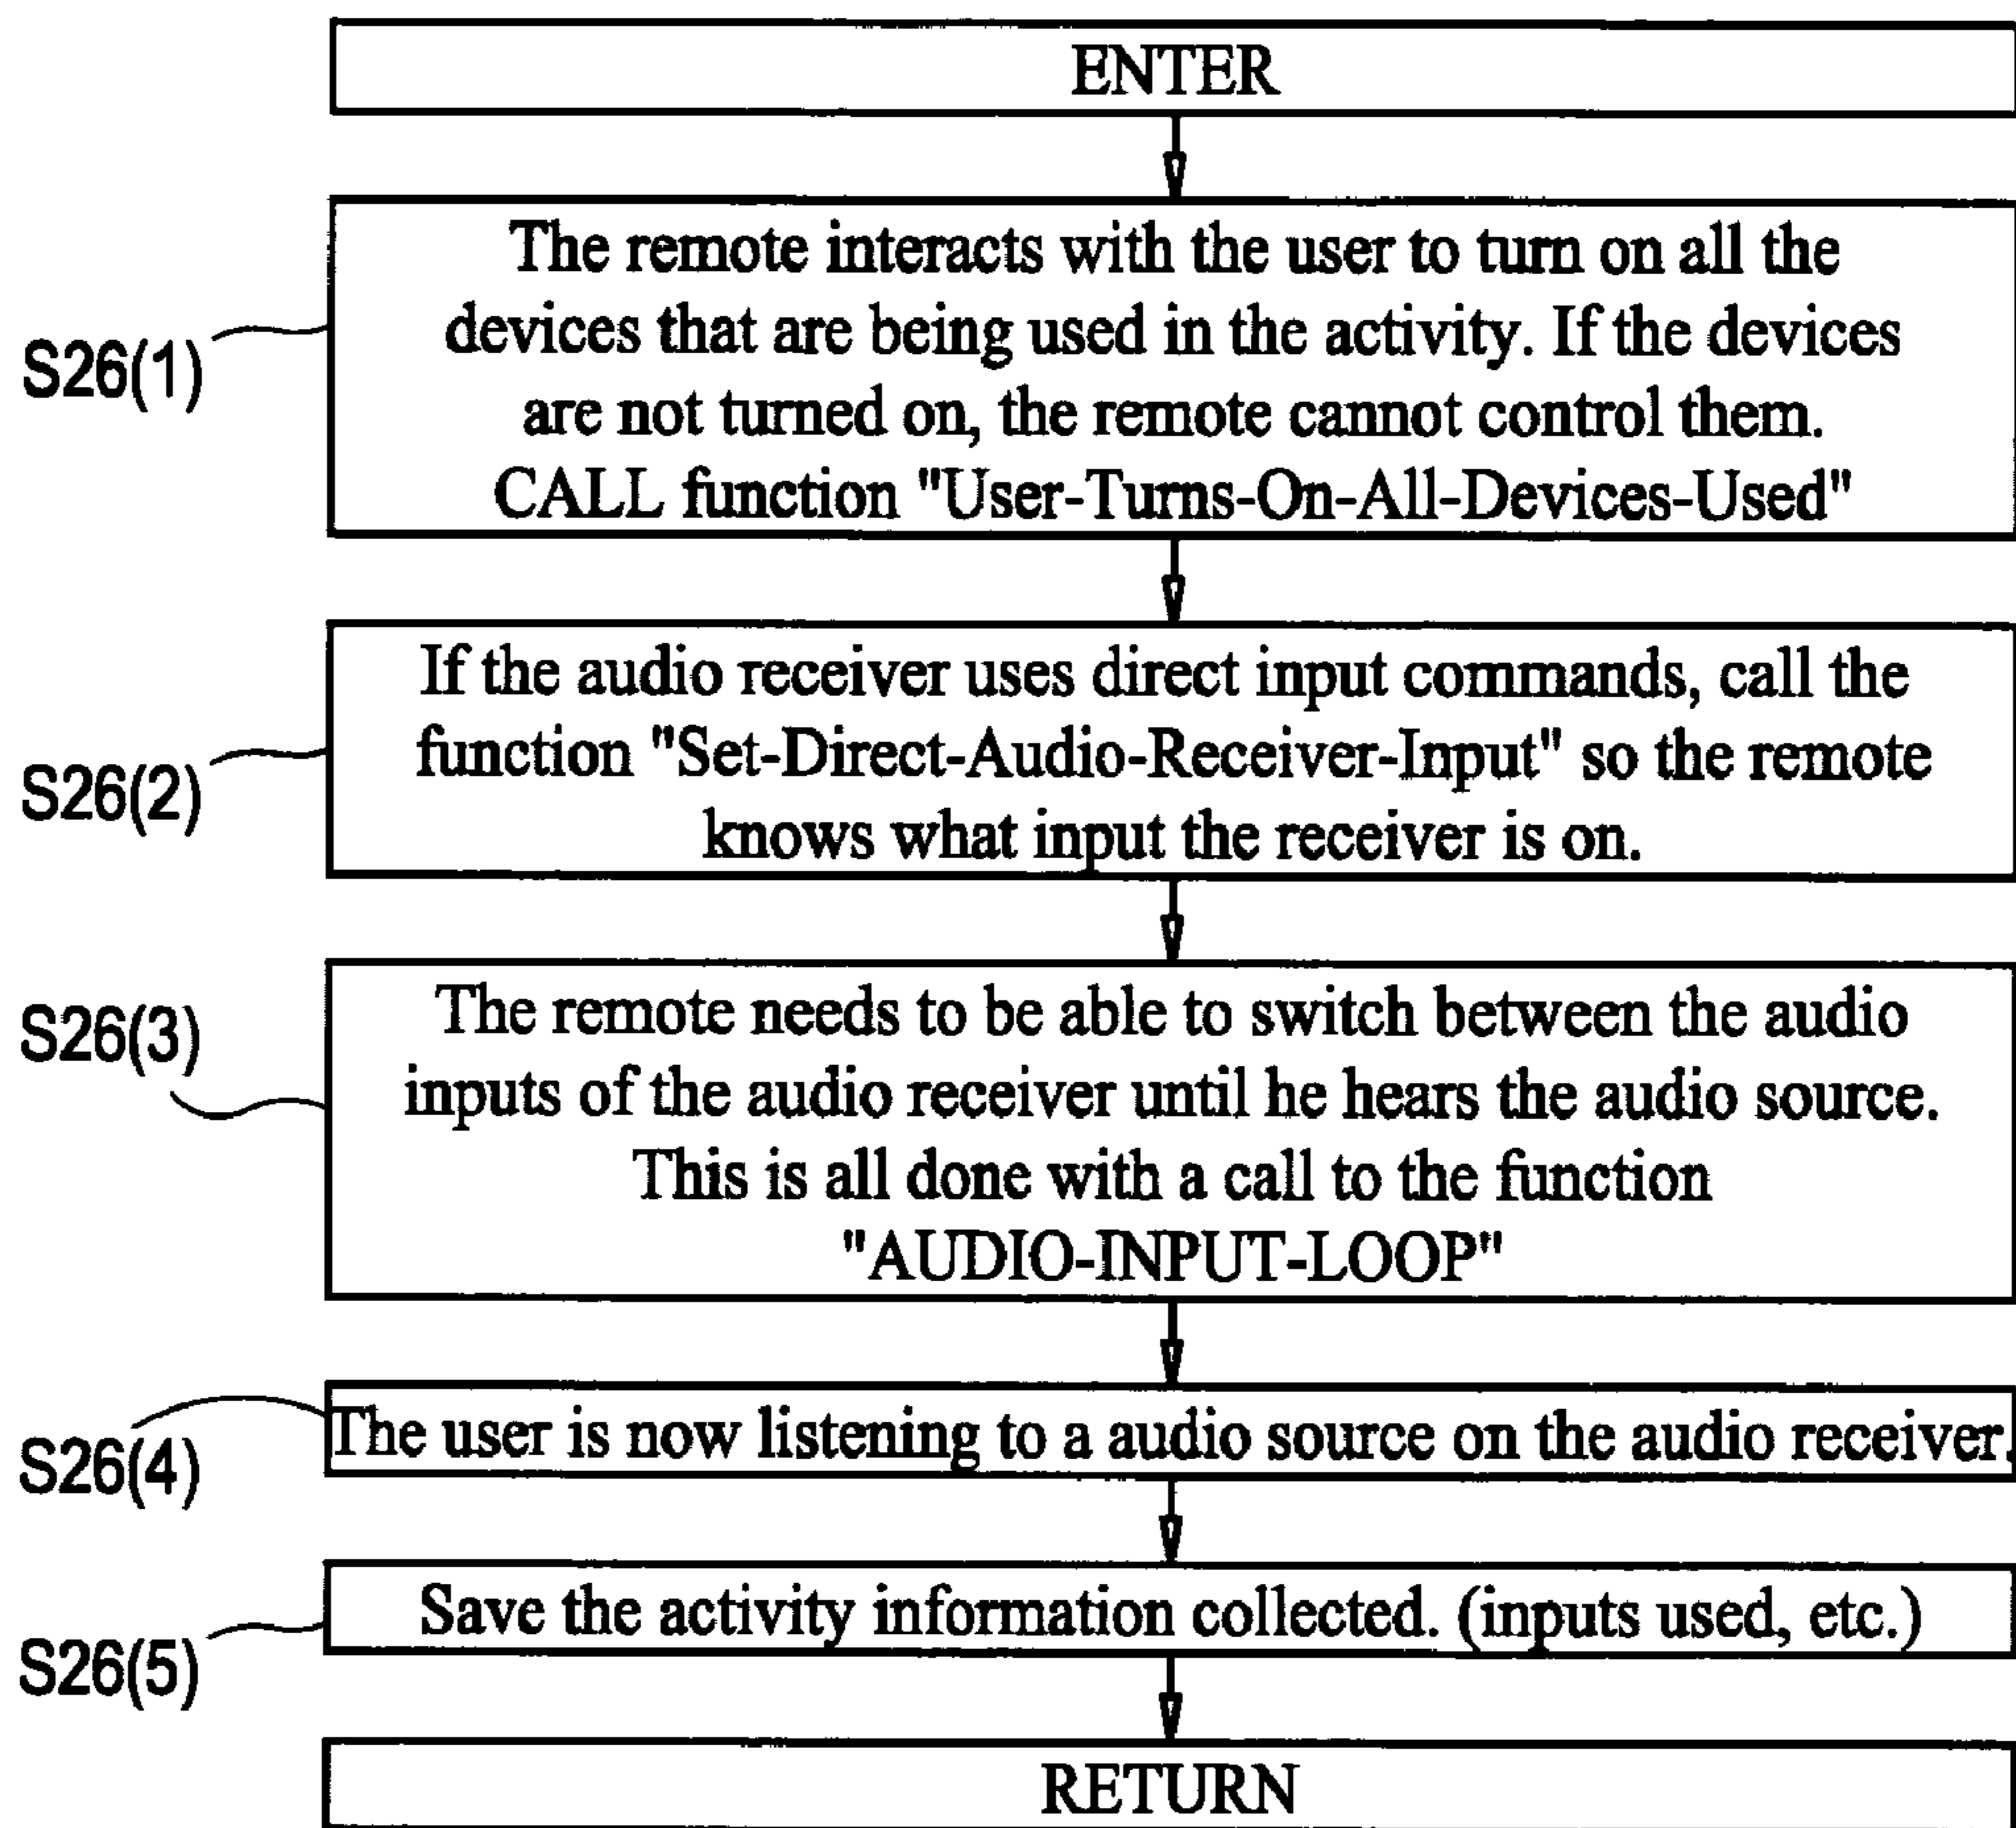 ENTER
S26(1)
The remote interacts with the user to turn on all the
devices that are being used in the activity. If the devices
are not turned on, the remote cannot control them.
CALL function "User-Turns-On-All-Devices-Used"
S26(2)
If the audio receiver uses direct input commands, call the
function "Set-Direct-Audio-Receiver-Input" so the remote
knows what input the receiver is on.
S26(3)
The remote needs to be able to switch between the audio
inputs of the audio receiver until he hears the audio source.
This is all done with a call to the function
"AUDIO-INPUT-LOOP"
S26(4)
The user is now listening to a audio source on the audio receiver.
S26(5)
Save the activity information collected. (inputs used, etc.)
RETURN